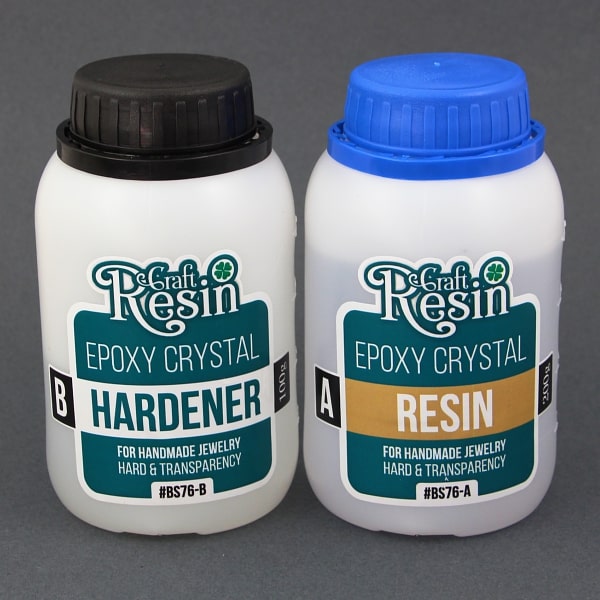 Craft
Resin
EPOXY CRYSTAL
B
HARDENER
100g
FOR HANDMADE JEWELRY
HARD & TRANSPARENCY
#BS76-B
Craft
Resin
EPOXY CRYSTAL
A
RESIN
200g
FOR HANDMADE JEWELRY
HARD & TRANSPARENCY
#BS76-A